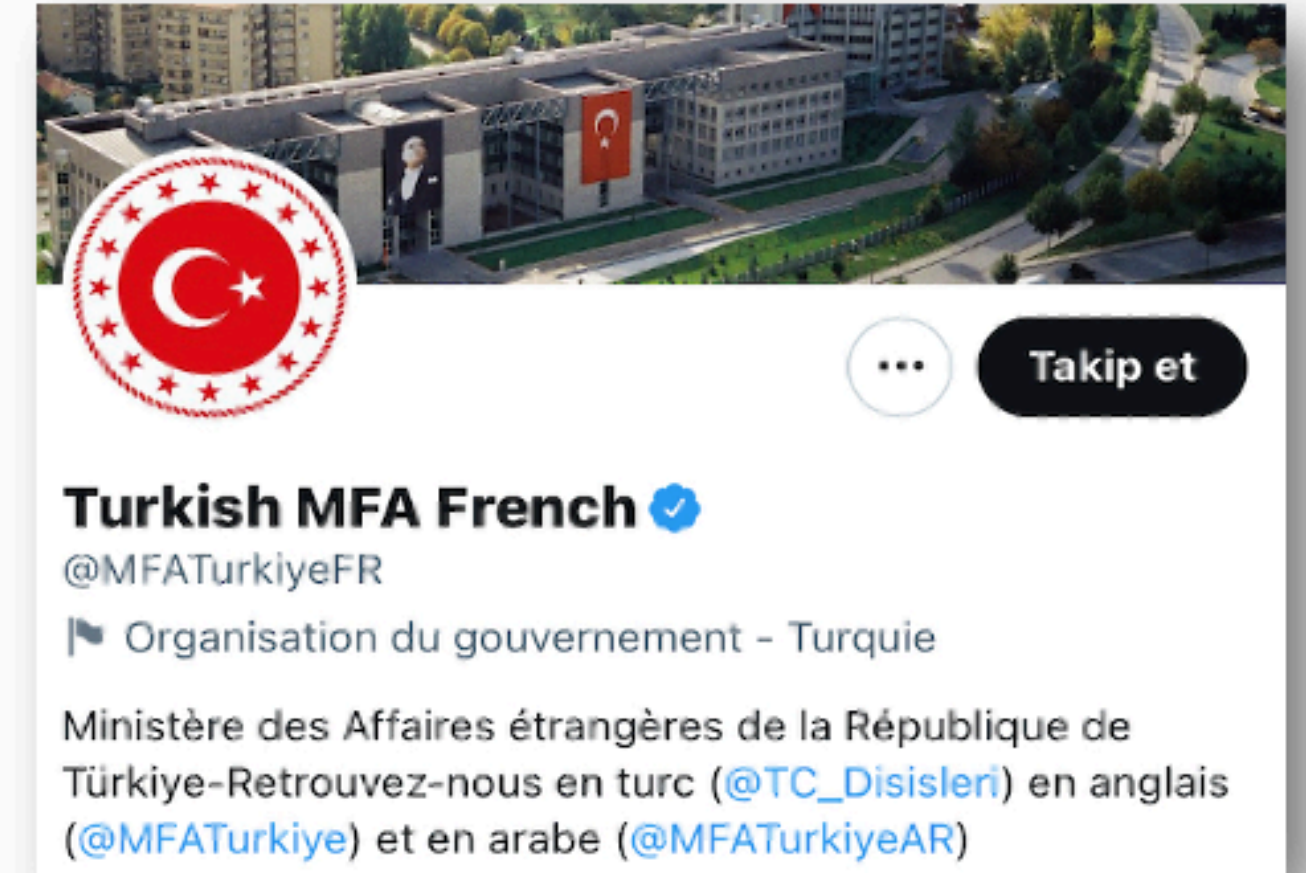 Takip et
Turkish MFA French
@MFATurkiyeFR
Organisation du gouvernement - Turquie
Ministère des Affaires étrangères de la République de
Türkiye-Retrouvez-nous en turc (@TC_Disisleri) en anglais
(@MFATurkiye) et en arabe (@MFATurkiyeAR)